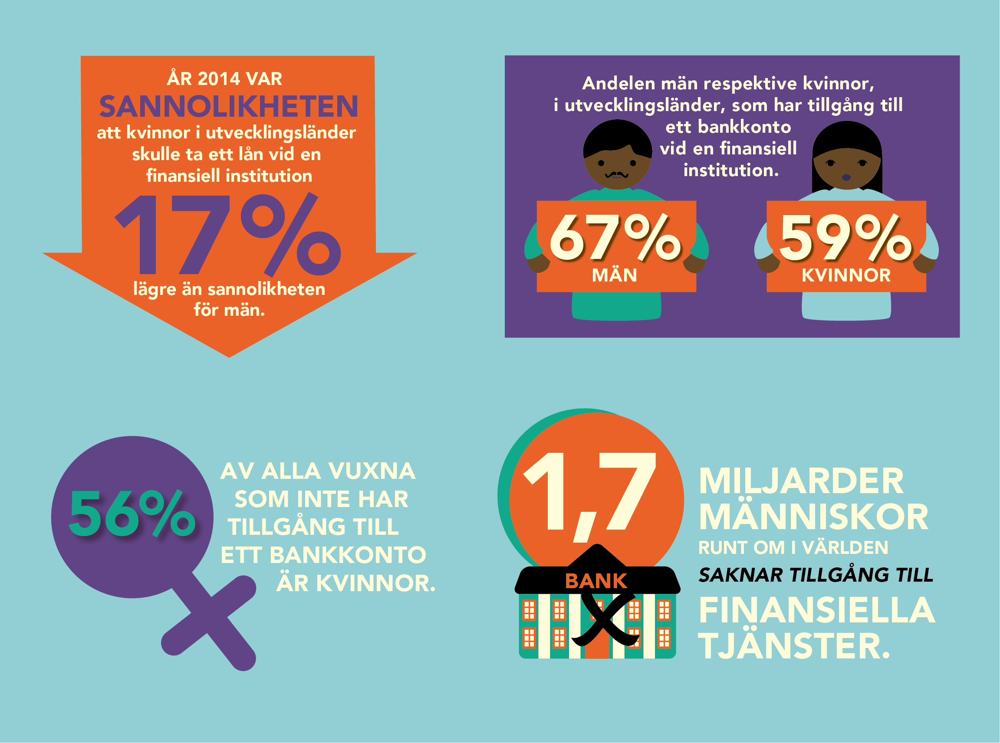 ÅR 2014 VAR
SANNOLIKHETEN
att kvinnor i utvecklingsländer
skulle ta ett lån vid en
finansiell institution
17%
lägre än sannolikheten
för män.
Andelen män respektive kvinnor,
i utvecklingsländer, som har tillgång till
ett bankkonto
vid en finansiell
institution.
67%
MÄN
59%
KVINNOR
56%
AV ALLA VUXNA
SOM INTE HAR
TILLGÅNG TILL
ETT BANKKONTO
ÄR KVINNOR.
1,7
BANK
MILJARDER
MÄNNISKOR
RUNT OM I VÄRLDEN
SAKNAR TILLGÅNG TILL
FINANSIELLA
TJÄNSTER.